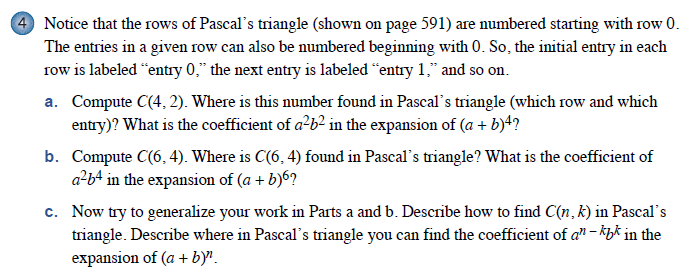 4 Notice that the rows of Pascal's triangle (shown on page 591) are numbered starting with row 0.
The entries in a given row can also be numbered beginning with 0. So, the initial entry in each
row is labeled “entry 0,” the next entry is labeled “entry 1,” and so on.
a. Compute C(4, 2). Where is this number found in Pascal's triangle (which row and which
entry)? What is the coefficient of a²b² in the expansion of (a + b)⁴?
b. Compute C(6, 4). Where is C(6, 4) found in Pascal's triangle? What is the coefficient of
a²b⁴ in the expansion of (a + b)⁶?
c. Now try to generalize your work in Parts a and b. Describe how to find C(n, k) in Pascal's
triangle. Describe where in Pascal's triangle you can find the coefficient of aⁿ⁻ᵏbᵏ in the
expansion of (a + b)ⁿ.